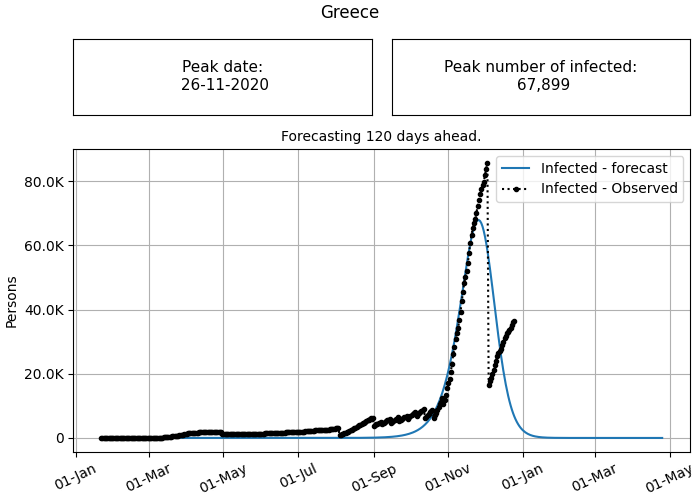 Greece
Peak date:
26-11-2020
Peak number of infected:
67,899
Forecasting 120 days ahead.
Infected - forecast
Infected - Observed
80.0K
60.0K
40.0K
20.0K
0
Persons
01-Jan
01-Mar
01-May
01-Jul
01-Sep
01-Nov
01-Jan
01-Mar
01-May